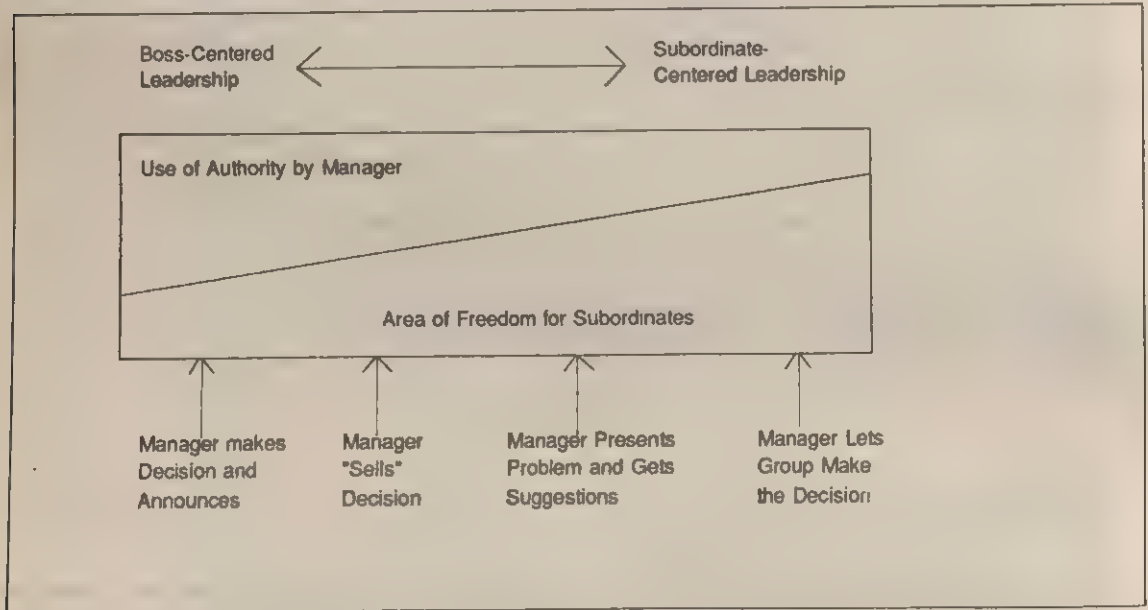 Boss-Centered
Leadership
Subordinate-
Centered Leadership
Use of Authority by Manager
Area of Freedom for Subordinates
Manager makes
Decision and
Announces
Manager
"Sells"
Decision
Manager Presents
Problem and Gets
Suggestions
Manager Lets
Group Make
the Decision